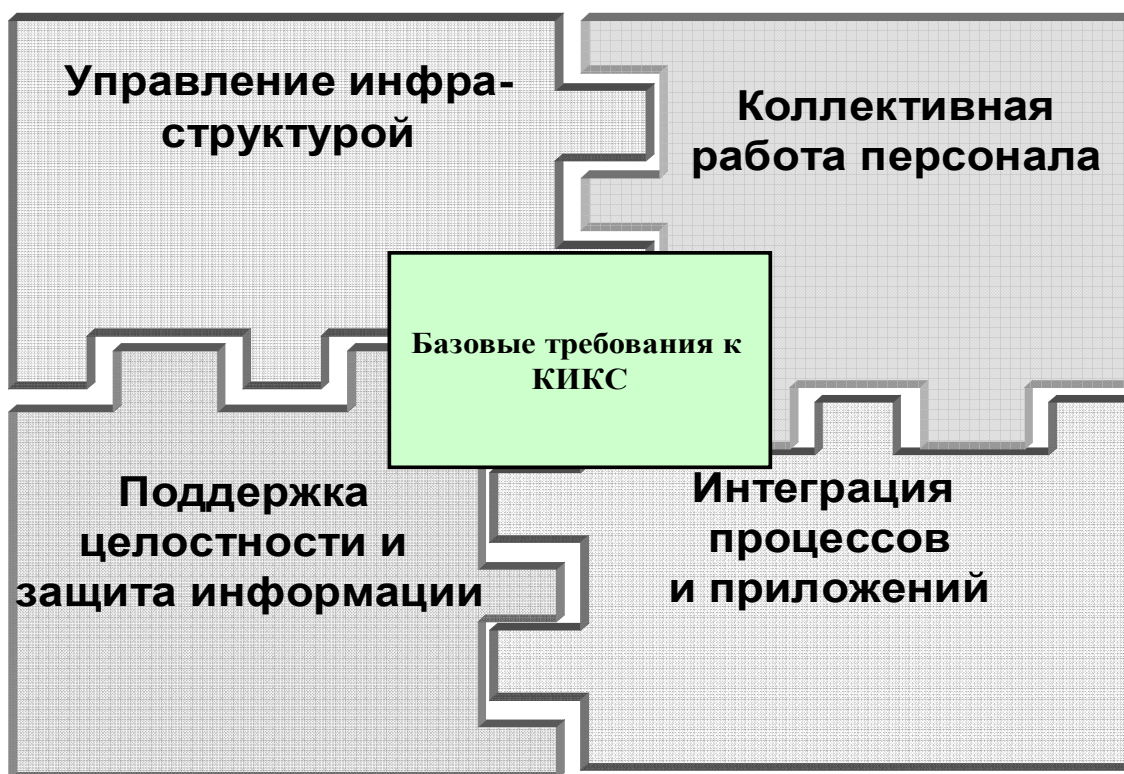 Управление инфра-
структурой
Коллективная
работа персонала
Базовые требования к
КИКС
Поддержка
целостности и
защита информации
Интеграция
процессов
и приложений